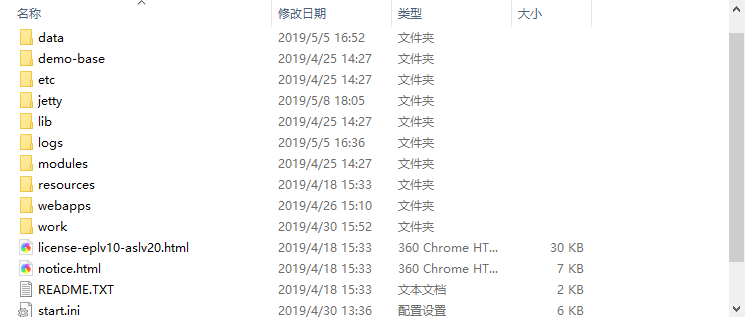 名称 修改日期 类型 大小
data 2019/5/5 16:52 文件夹
demo-base 2019/4/25 14:27 文件夹
etc 2019/4/25 14:27 文件夹
jetty 2019/5/8 18:05 文件夹
lib 2019/4/25 14:27 文件夹
logs 2019/5/5 16:36 文件夹
modules 2019/4/25 14:27 文件夹
resources 2019/4/18 15:33 文件夹
webapps 2019/4/26 15:10 文件夹
work 2019/4/30 15:52 文件夹
license-eplv10-aslv20.html 2019/4/18 15:33 360 Chrome HT... 30 KB
notice.html 2019/4/18 15:33 360 Chrome HT... 7 KB
README.TXT 2019/4/18 15:33 文本文档 2 KB
start.ini 2019/4/30 13:36 配置设置 6 KB